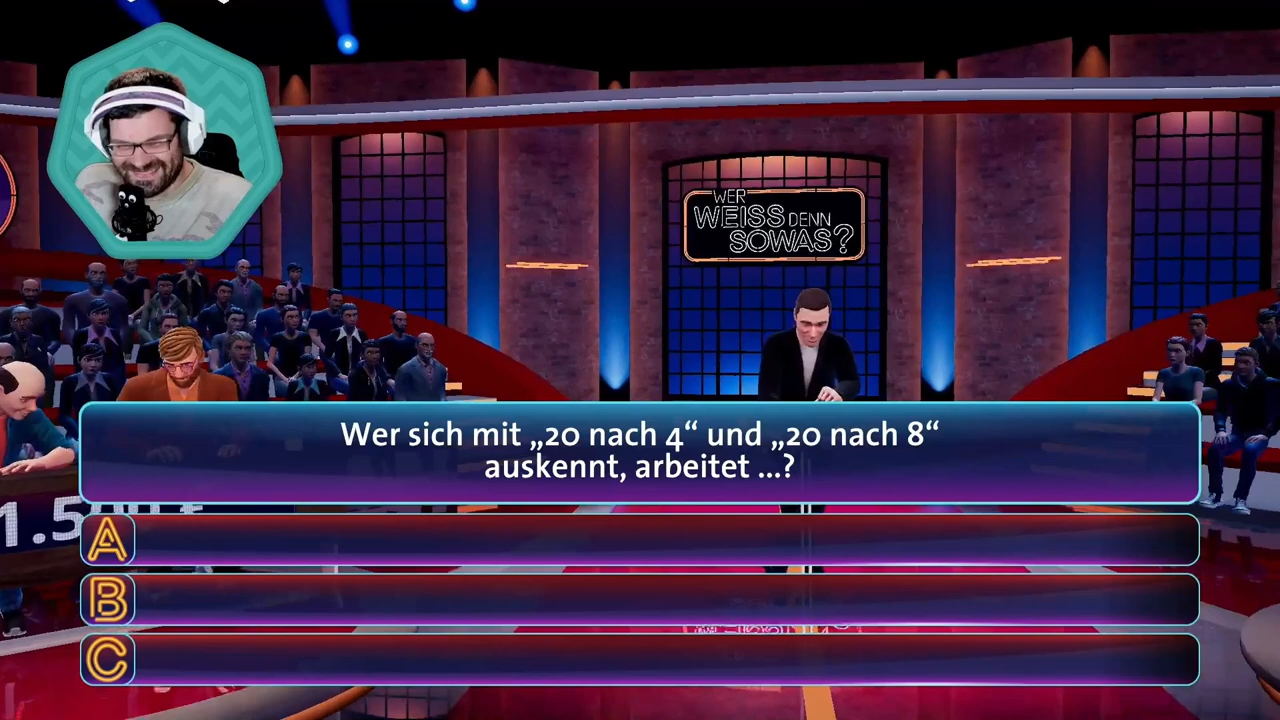 WER
WEISS DENN
SOWAS?
Wer sich mit „20 nach 4“ und „20 nach 8“
auskennt, arbeitet ...?
A
B
C